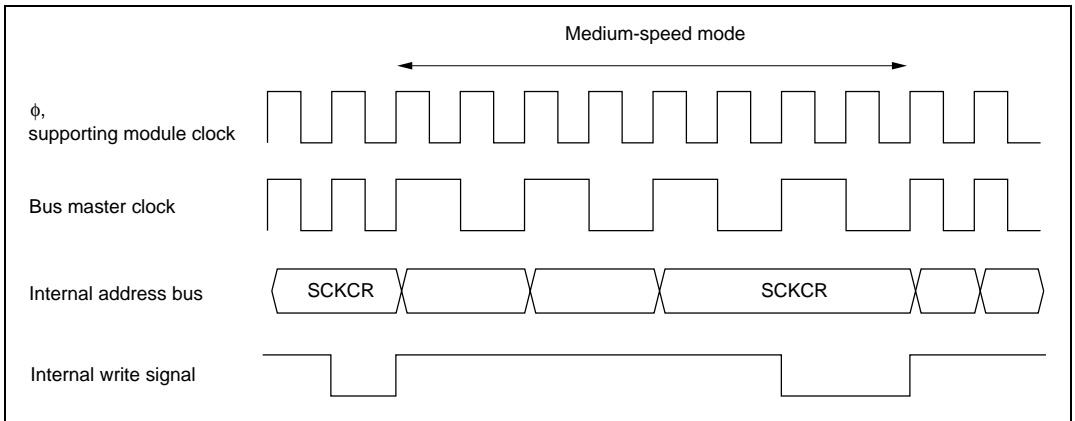 Medium-speed mode
ϕ,
supporting module clock
Bus master clock
Internal address bus
SCKCR
SCKCR
Internal write signal